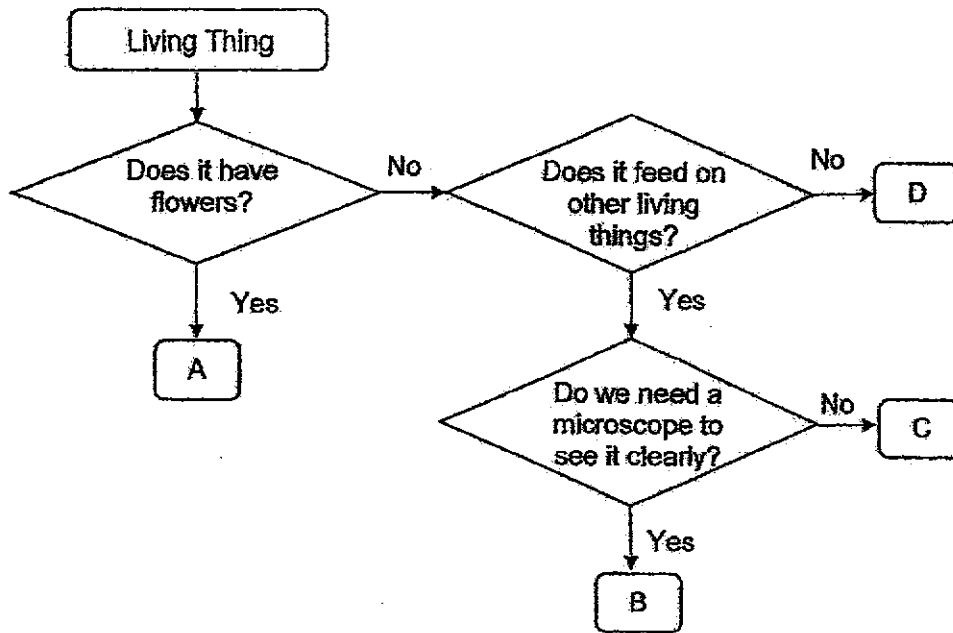 Living Thing
Does it have
flowers?
No
Does it feed on
other living
things?
No
D
Yes
A
Yes
Do we need a
microscope to
see it clearly?
No
C
Yes
B